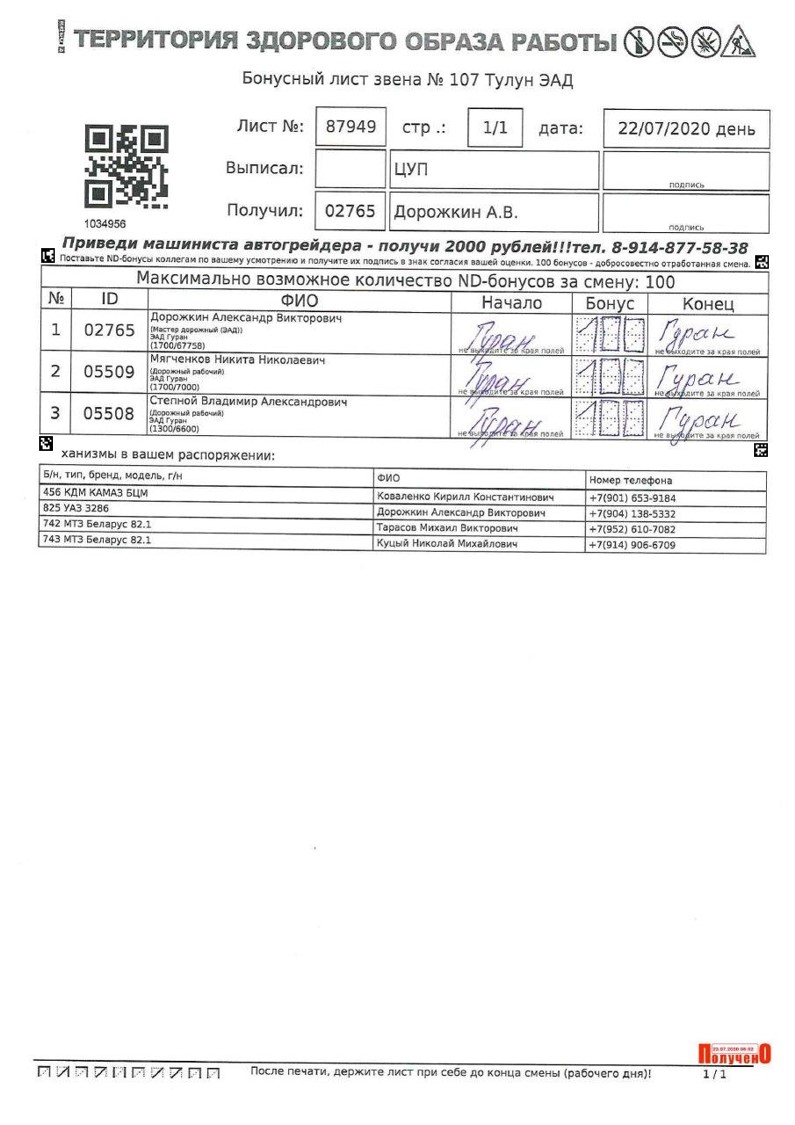 ТЕРРИТОРИЯ ЗДОРОВОГО ОБРАЗА РАБОТЫ
Бонусный лист звена № 107 Тулун ЭАД
Лист №: 87949 стр .: 1/1 дата: 22/07/2020 день
Выписал: ЦУП
подпись
Получил: 02765 Дорожкин А.В.
подпись
1034956
Приведи машиниста автогрейдера - получи 2000 рублей!!!тел. 8-914-877-58-38
Поставьте ND-бонусы коллегам по вашему усмотрению и получите их подпись в знак согласия вашей оценки. 100 бонусов - добросовестно отработанная смена.
Максимально возможное количество ND-бонусов за смену: 100
№ ID ФИО Начало Бонус Конец
1 02765 Дорожкин Александр Викторович Гуран 100 Гуран
(Мастер дорожный (ЭАД))
ЭАД Гуран
(1700/67758) не выходите за края полей не выходите за края полей
2 05509 Мягченков Никита Николаевич Гуран 100 Гуран
(Дорожный рабочий)
ЭАД Гуран
(1700/7000) не выходите за края полей не выходите за края полей
3 05508 Степной Владимир Александрович Гуран 100 Гуран
(Дорожный рабочий)
ЭАД Гуран
(1300/6600) не выходите за края полей не выходите за края полей
ханизмы в вашем распоряжении:
Б/н, тип, бренд, модель, г/н ФИО Номер телефона
456 КДМ КАМАЗ БЦМ Коваленко Кирилл Константинович +7(901) 653-9184
825 УАЗ 3286 Дорожкин Александр Викторович +7(904) 138-5332
742 МТЗ Беларус 82.1 Тарасов Михаил Викторович +7(952) 610-7082
743 МТЗ Беларус 82.1 Куцый Николай Михайлович +7(914) 906-6709
ПолученО
После печати, держите лист при себе до конца смены (рабочего дня)! 1 / 1